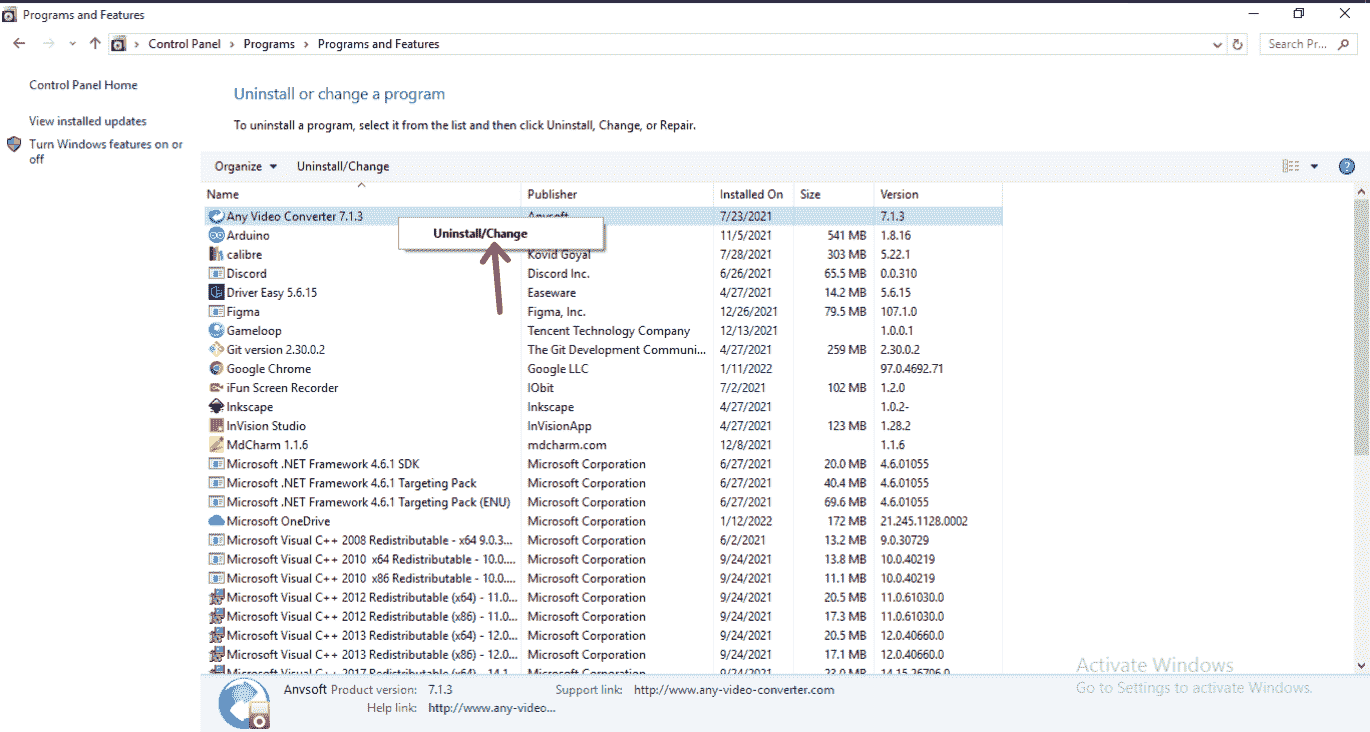 Programs and Features
Control Panel > Programs > Programs and Features
Search Pr...
Control Panel Home
View installed updates
Turn Windows features on or
off
Uninstall or change a program
To uninstall a program, select it from the list and then click Uninstall, Change, or Repair.
Organize Uninstall/Change
Name Publisher Installed On Size Version
Any Video Converter 7.1.3 Anvsoft 7/23/2021 7.1.3
Uninstall/Change
Arduino 11/5/2021 541 MB 1.8.16
calibre Kovid Goyal 7/28/2021 303 MB 5.22.1
Discord Discord Inc. 6/26/2021 65.5 MB 0.0.310
Driver Easy 5.6.15 Easeware 4/27/2021 14.2 MB 5.6.15
Figma Figma, Inc. 12/26/2021 79.5 MB 107.1.0
Gameloop Tencent Technology Company 12/13/2021 1.0.0.1
Git version 2.30.0.2 The Git Development Communi... 4/27/2021 259 MB 2.30.0.2
Google Chrome Google LLC 1/11/2022 97.0.4692.71
iFun Screen Recorder IObit 7/2/2021 102 MB 1.2.0
Inkscape Inkscape 4/27/2021 1.0.2-
InVision Studio InVisionApp 4/27/2021 123 MB 1.28.2
MdCharm 1.1.6 mdcharm.com 12/8/2021 1.1.6
Microsoft .NET Framework 4.6.1 SDK Microsoft Corporation 6/27/2021 20.0 MB 4.6.01055
Microsoft .NET Framework 4.6.1 Targeting Pack Microsoft Corporation 6/27/2021 40.4 MB 4.6.01055
Microsoft .NET Framework 4.6.1 Targeting Pack (ENU) Microsoft Corporation 6/27/2021 69.6 MB 4.6.01055
Microsoft OneDrive Microsoft Corporation 1/12/2022 172 MB 21.245.1128.0002
Microsoft Visual C++ 2008 Redistributable - x64 9.0.3... Microsoft Corporation 6/2/2021 13.2 MB 9.0.30729
Microsoft Visual C++ 2010 x64 Redistributable - 10.0.... Microsoft Corporation 9/24/2021 13.8 MB 10.0.40219
Microsoft Visual C++ 2010 x86 Redistributable - 10.0.... Microsoft Corporation 9/24/2021 11.1 MB 10.0.40219
Microsoft Visual C++ 2012 Redistributable (x64) - 11.0... Microsoft Corporation 9/24/2021 20.5 MB 11.0.61030.0
Microsoft Visual C++ 2012 Redistributable (x86) - 11.0... Microsoft Corporation 9/24/2021 17.3 MB 11.0.61030.0
Microsoft Visual C++ 2013 Redistributable (x64) - 12.0... Microsoft Corporation 9/24/2021 20.5 MB 12.0.40660.0
Microsoft Visual C++ 2013 Redistributable (x86) - 12.0... Microsoft Corporation 9/24/2021 17.1 MB 12.0.40660.0
Microsoft Visual C++ 2017 Redistributable (x64) - 14.1... Microsoft Corporation 9/24/2021 23.0 MB 14.15.26706.0
Activate Windows
Go to Settings to activate Windows.
Anvsoft Product version: 7.1.3 Support link: http://www.any-video-converter.com
Help link: http://www.any-video...